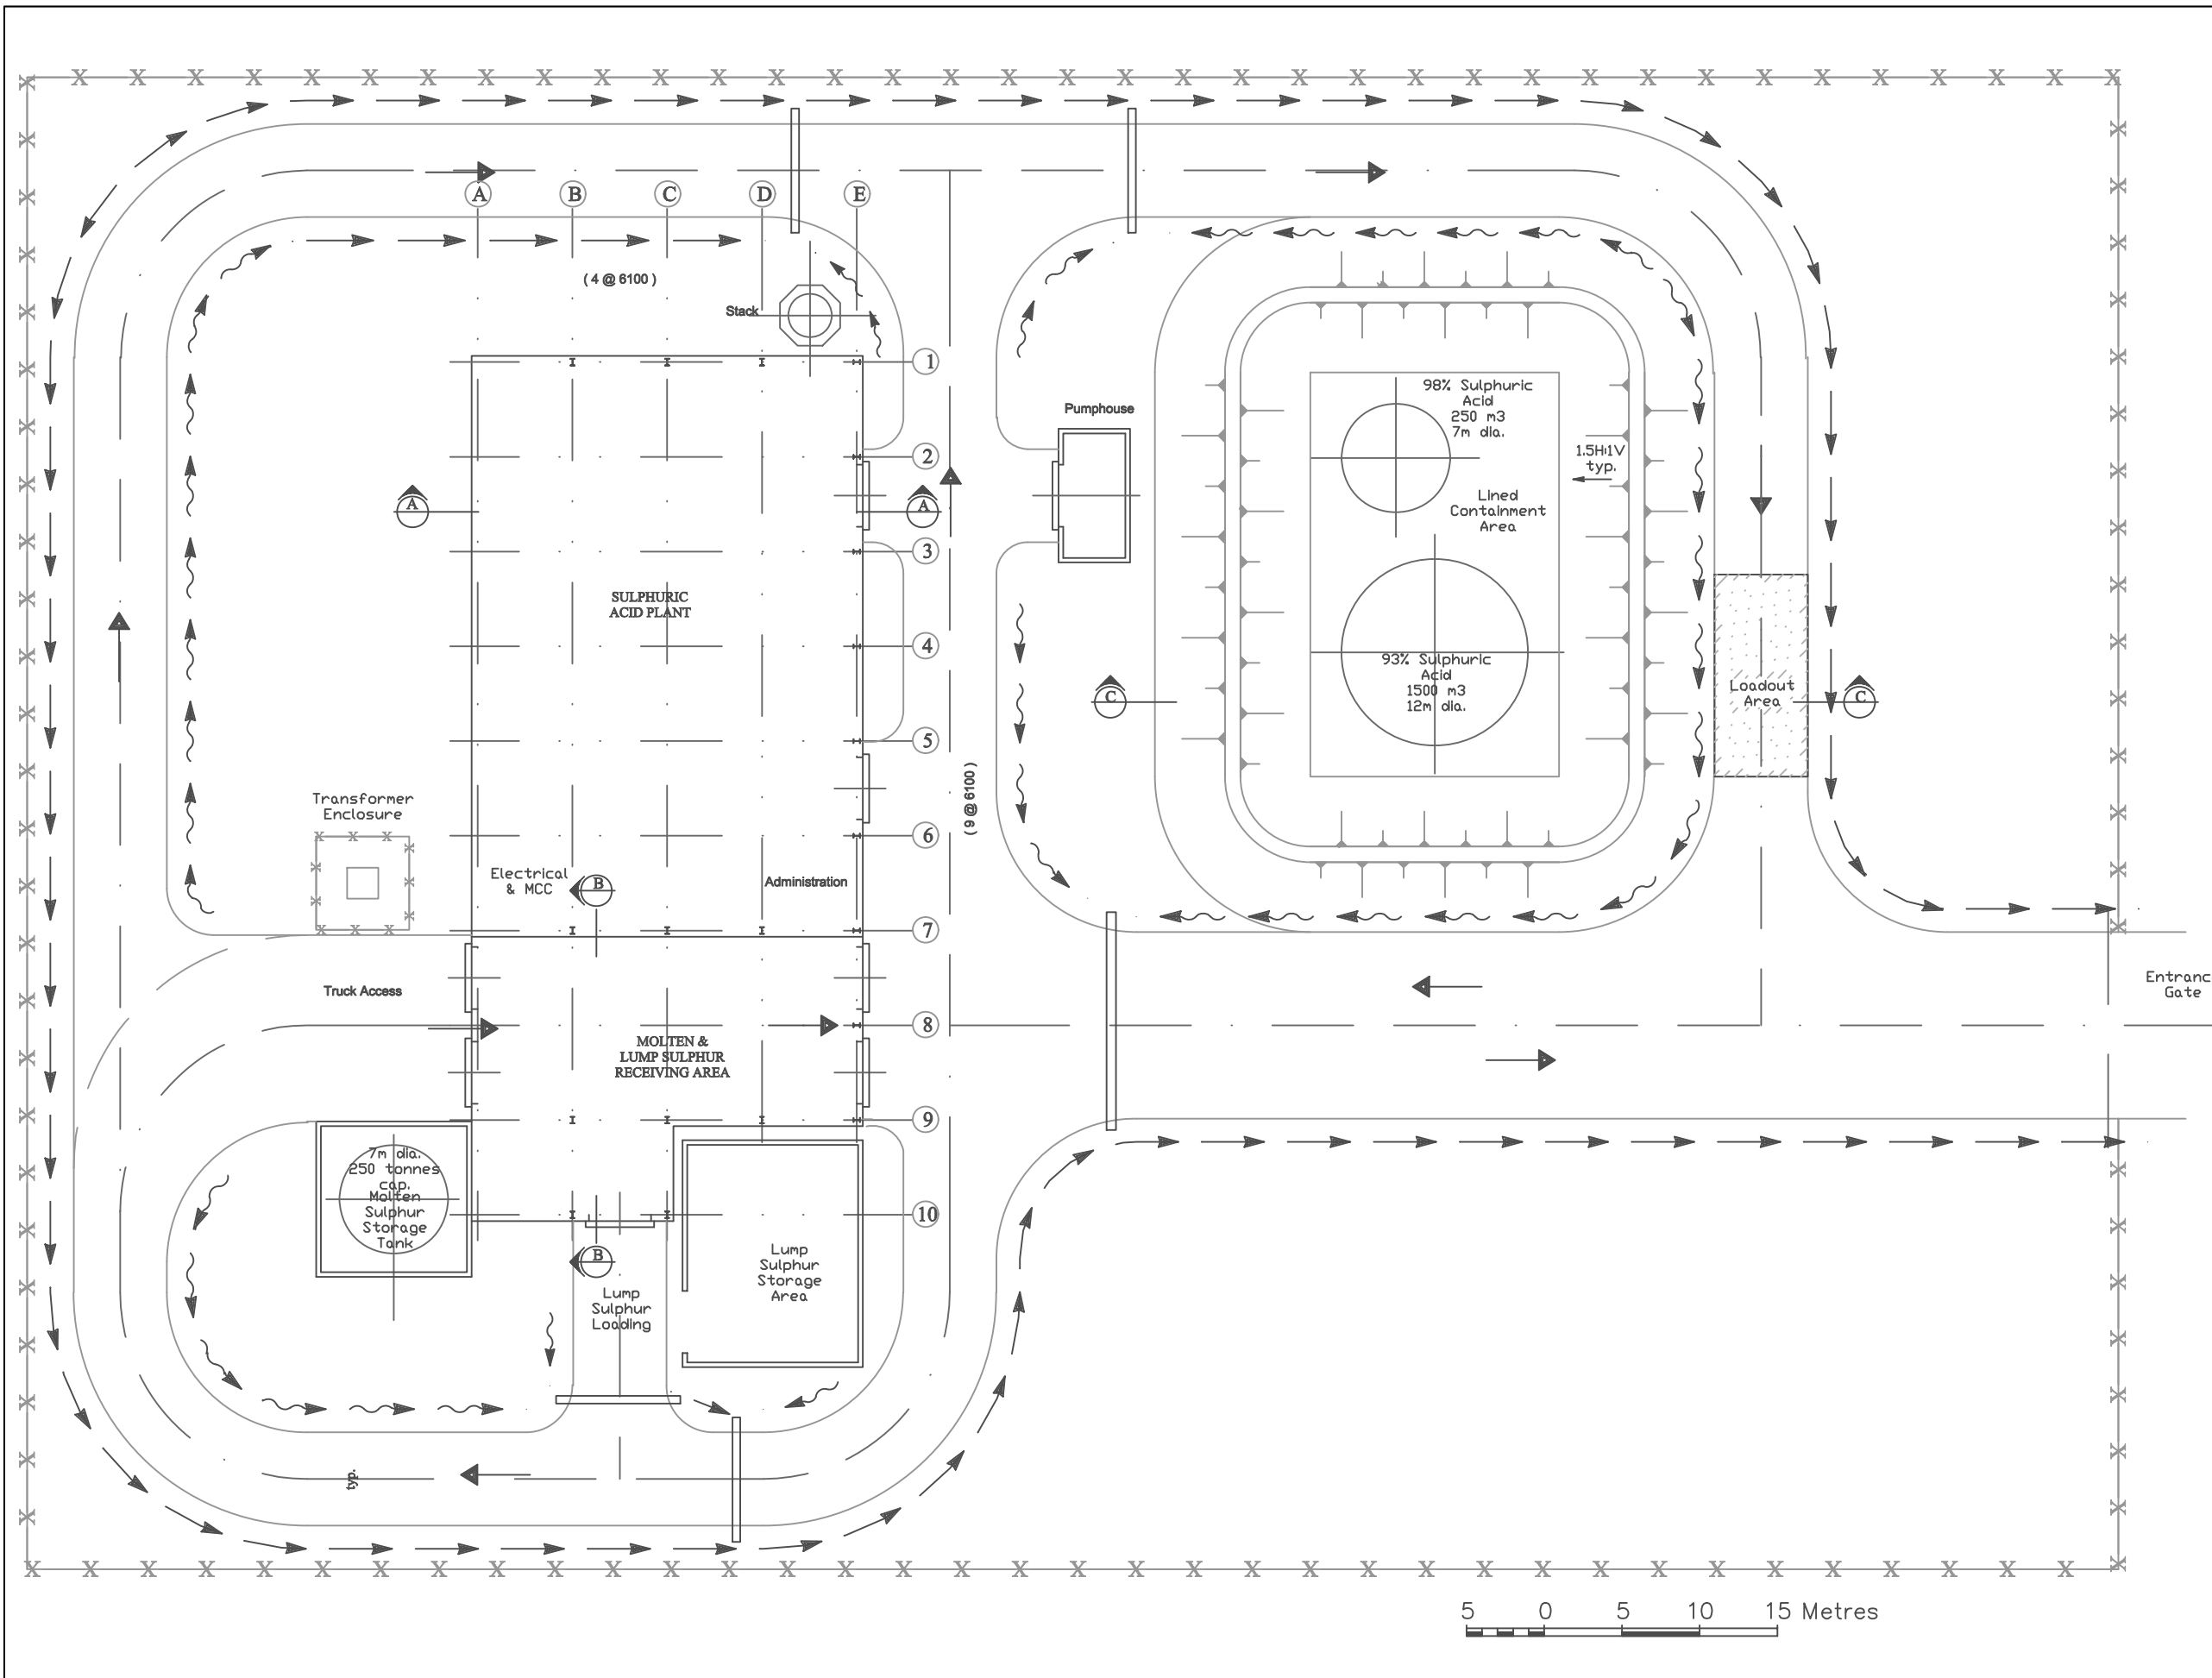 A B C D E
( 4 @ 6100 )
Stack
1
2
3
4
5
6
7
8
9
10
98% Sulphuric
Acid
250 m3
7m dia.
Pumphouse
1.5H:1V
typ.
Lined
Containment
Area
A
A
SULPHURIC
ACID PLANT
93% Sulphuric
Acid
1500 m3
12m dia.
Loadout
Area
C
C
( 9 @ 6100 )
Transformer
Enclosure
Electrical
& MCC
B
Administration
Truck Access
Entranc
Gate
MOLTEN &
LUMP SULPHUR
RECEIVING AREA
7m dia.
250 tonnes
cap.
Molten
Sulphur
Storage
Tank
B
Lump
Sulphur
Storage
Area
Lump
Sulphur
Loading
typ.
5 0 5 10 15 Metres